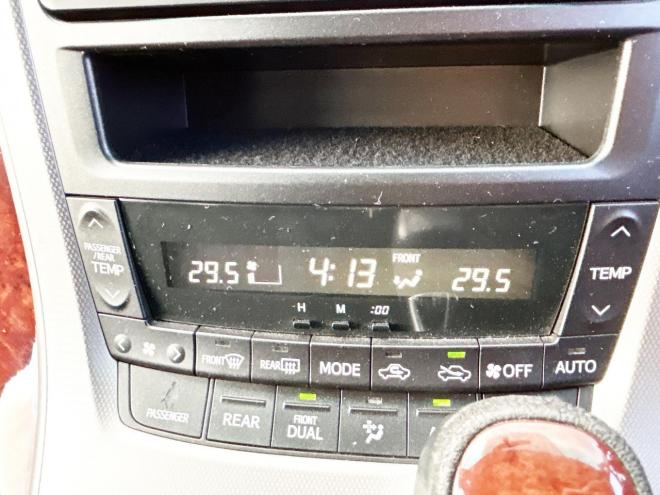 PASSENGER
/REAR
TEMP
29.5
4:13
FRONT
29.5
TEMP
H M :00
FRONT
REAR
MODE
OFF
AUTO
PASSENGER
REAR
FRONT
DUAL